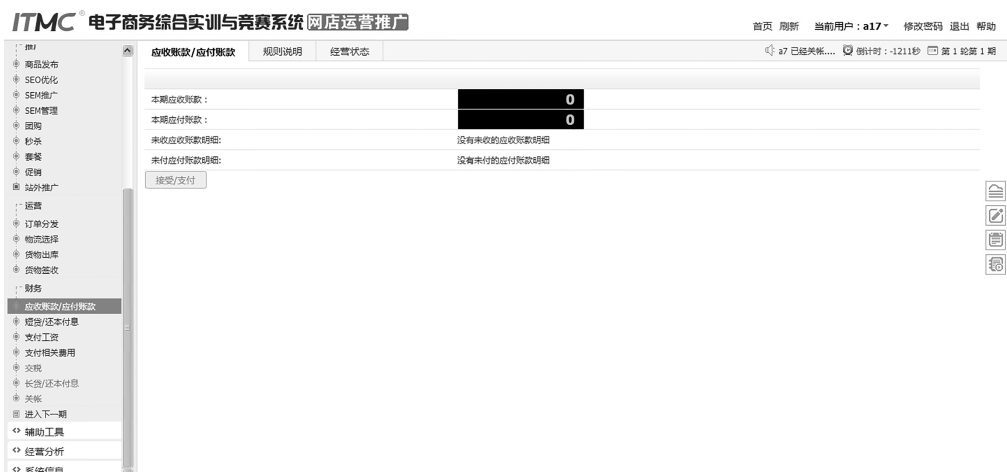 ITMC® 电子商务综合实训与竞赛系统 网店运营推广
首页 刷新 当前用户：a17 修改密码 退出 帮助
应收账款/应付账款 规则说明 经营状态
a7 已经关帐.... 倒计时：-1211秒 第 1 轮第 1 期
推广
商品发布
SEO优化
SEM推广
SEM管理
团购
秒杀
套餐
促销
站外推广
运营
订单分发
物流选择
货物出库
货物签收
财务
应收账款/应付账款
短贷/还本付息
支付工资
支付相关费用
交税
长贷/还本付息
关帐
进入下一期
辅助工具
经营分析
系统信息
本期应收账款： 0
本期应付账款： 0
未收应收账款明细: 没有未收的应收账款明细
未付应付账款明细: 没有未付的应付账款明细
接受/支付